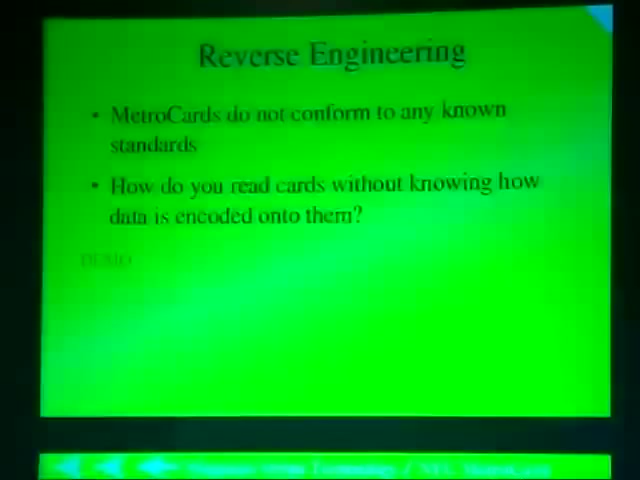 Reverse Engineering
• MetroCards do not conform to any known
standards
• How do you read cards without knowing how
data is encoded onto them?
DEMO